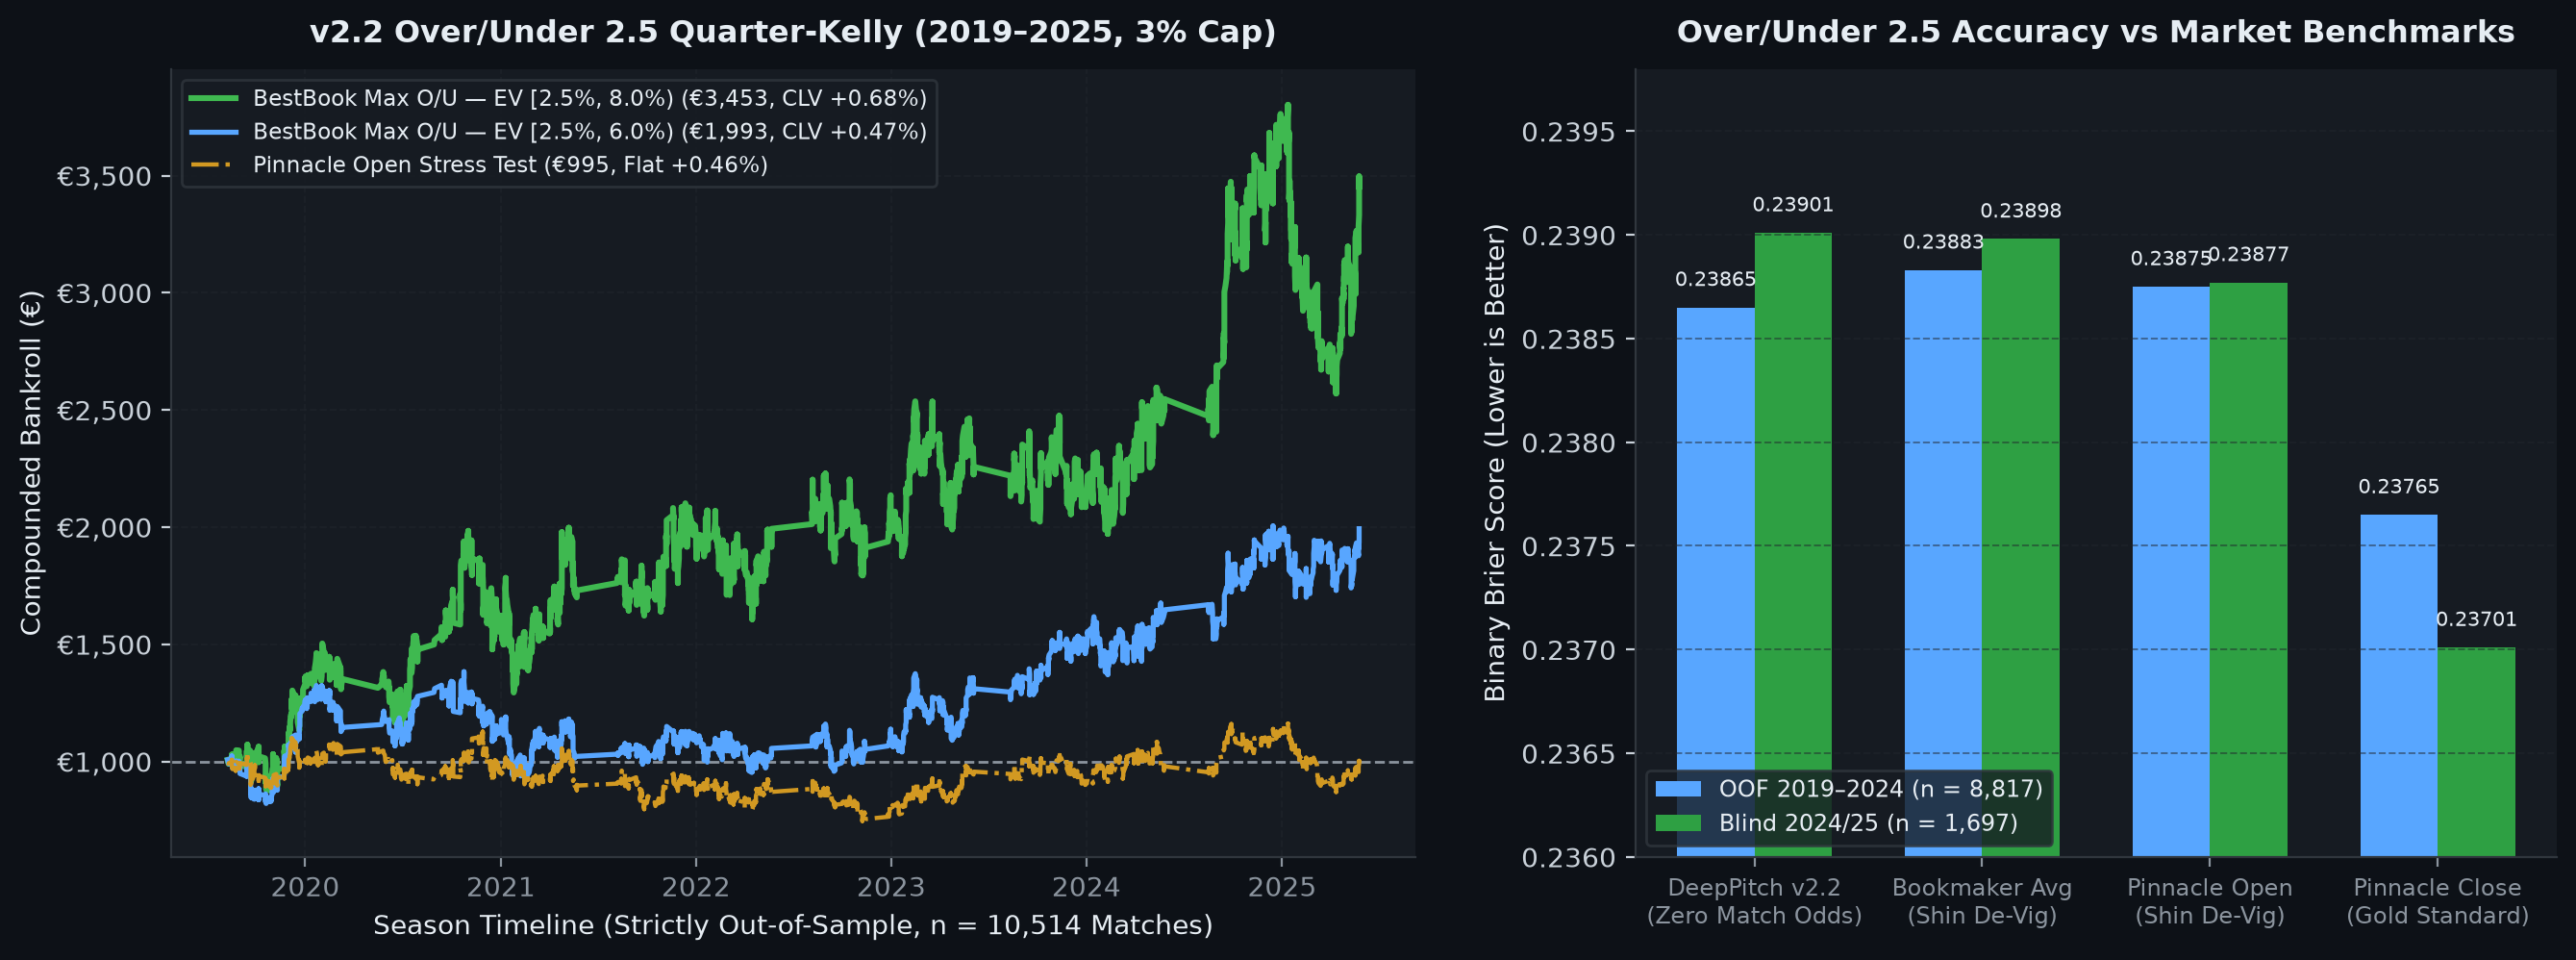 v2.2 Over/Under 2.5 Quarter-Kelly (2019–2025, 3% Cap)
BestBook Max O/U — EV [2.5%, 8.0%) (€3,453, CLV +0.68%)
BestBook Max O/U — EV [2.5%, 6.0%) (€1,993, CLV +0.47%)
Pinnacle Open Stress Test (€995, Flat +0.46%)
Compounded Bankroll (€)
€3,500
€3,000
€2,500
€2,000
€1,500
€1,000
2020
2021
2022
2023
2024
2025
Season Timeline (Strictly Out-of-Sample, n = 10,514 Matches)
Over/Under 2.5 Accuracy vs Market Benchmarks
Binary Brier Score (Lower is Better)
0.2395
0.2390
0.2385
0.2380
0.2375
0.2370
0.2365
0.2360
0.23865
0.23901
0.23883
0.23898
0.23875
0.23877
0.23765
0.23701
OOF 2019–2024 (n = 8,817)
Blind 2024/25 (n = 1,697)
DeepPitch v2.2
(Zero Match Odds)
Bookmaker Avg
(Shin De-Vig)
Pinnacle Open
(Shin De-Vig)
Pinnacle Close
(Gold Standard)